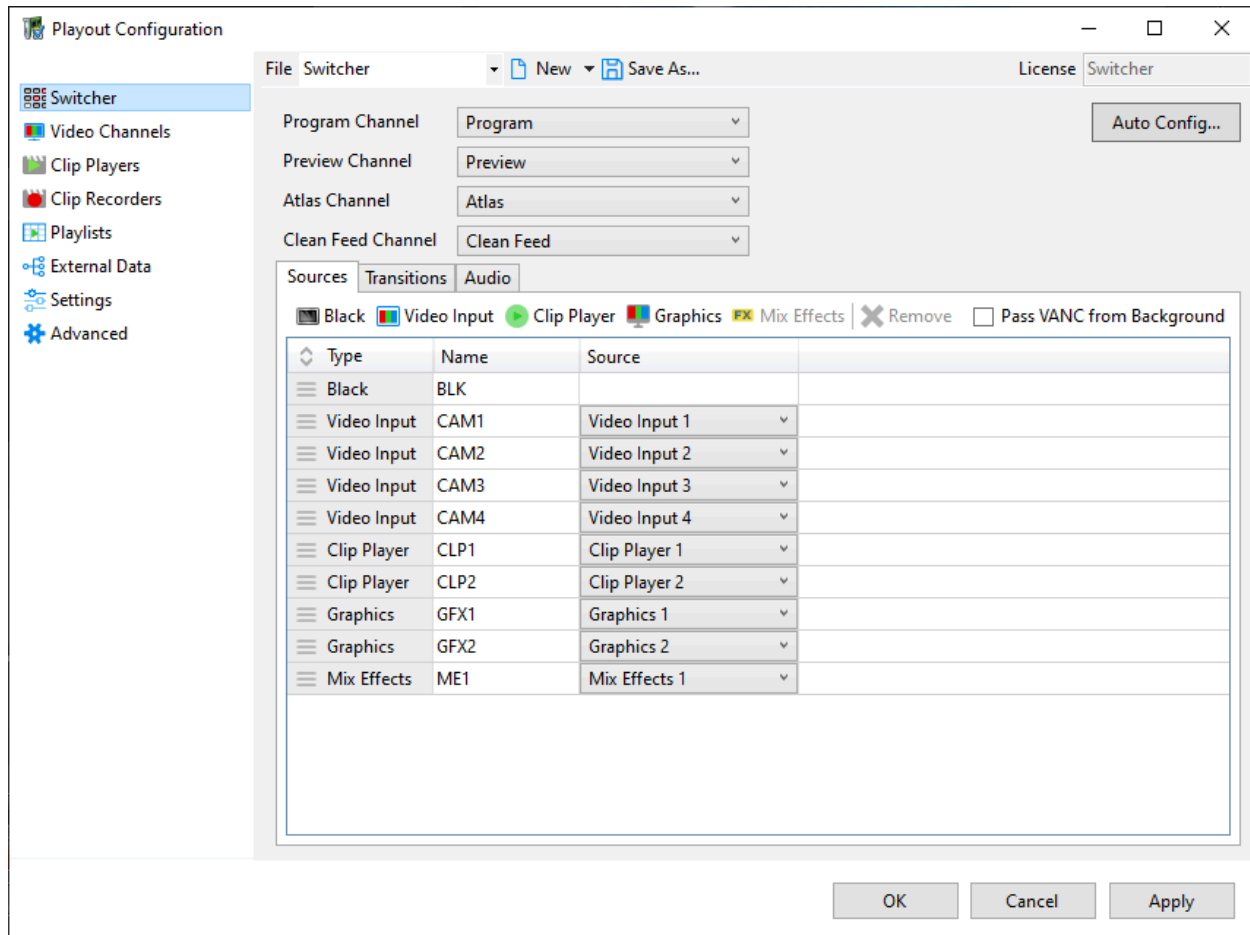 Playout Configuration
File Switcher New Save As... License Switcher
Switcher
Video Channels
Clip Players
Clip Recorders
Playlists
External Data
Settings
Advanced
Program Channel Program Auto Config...
Preview Channel Preview
Atlas Channel Atlas
Clean Feed Channel Clean Feed
Sources Transitions Audio
Black Video Input Clip Player Graphics FX Mix Effects Remove Pass VANC from Background
Type Name Source
Black BLK
Video Input CAM1 Video Input 1
Video Input CAM2 Video Input 2
Video Input CAM3 Video Input 3
Video Input CAM4 Video Input 4
Clip Player CLP1 Clip Player 1
Clip Player CLP2 Clip Player 2
Graphics GFX1 Graphics 1
Graphics GFX2 Graphics 2
Mix Effects ME1 Mix Effects 1
OK Cancel Apply